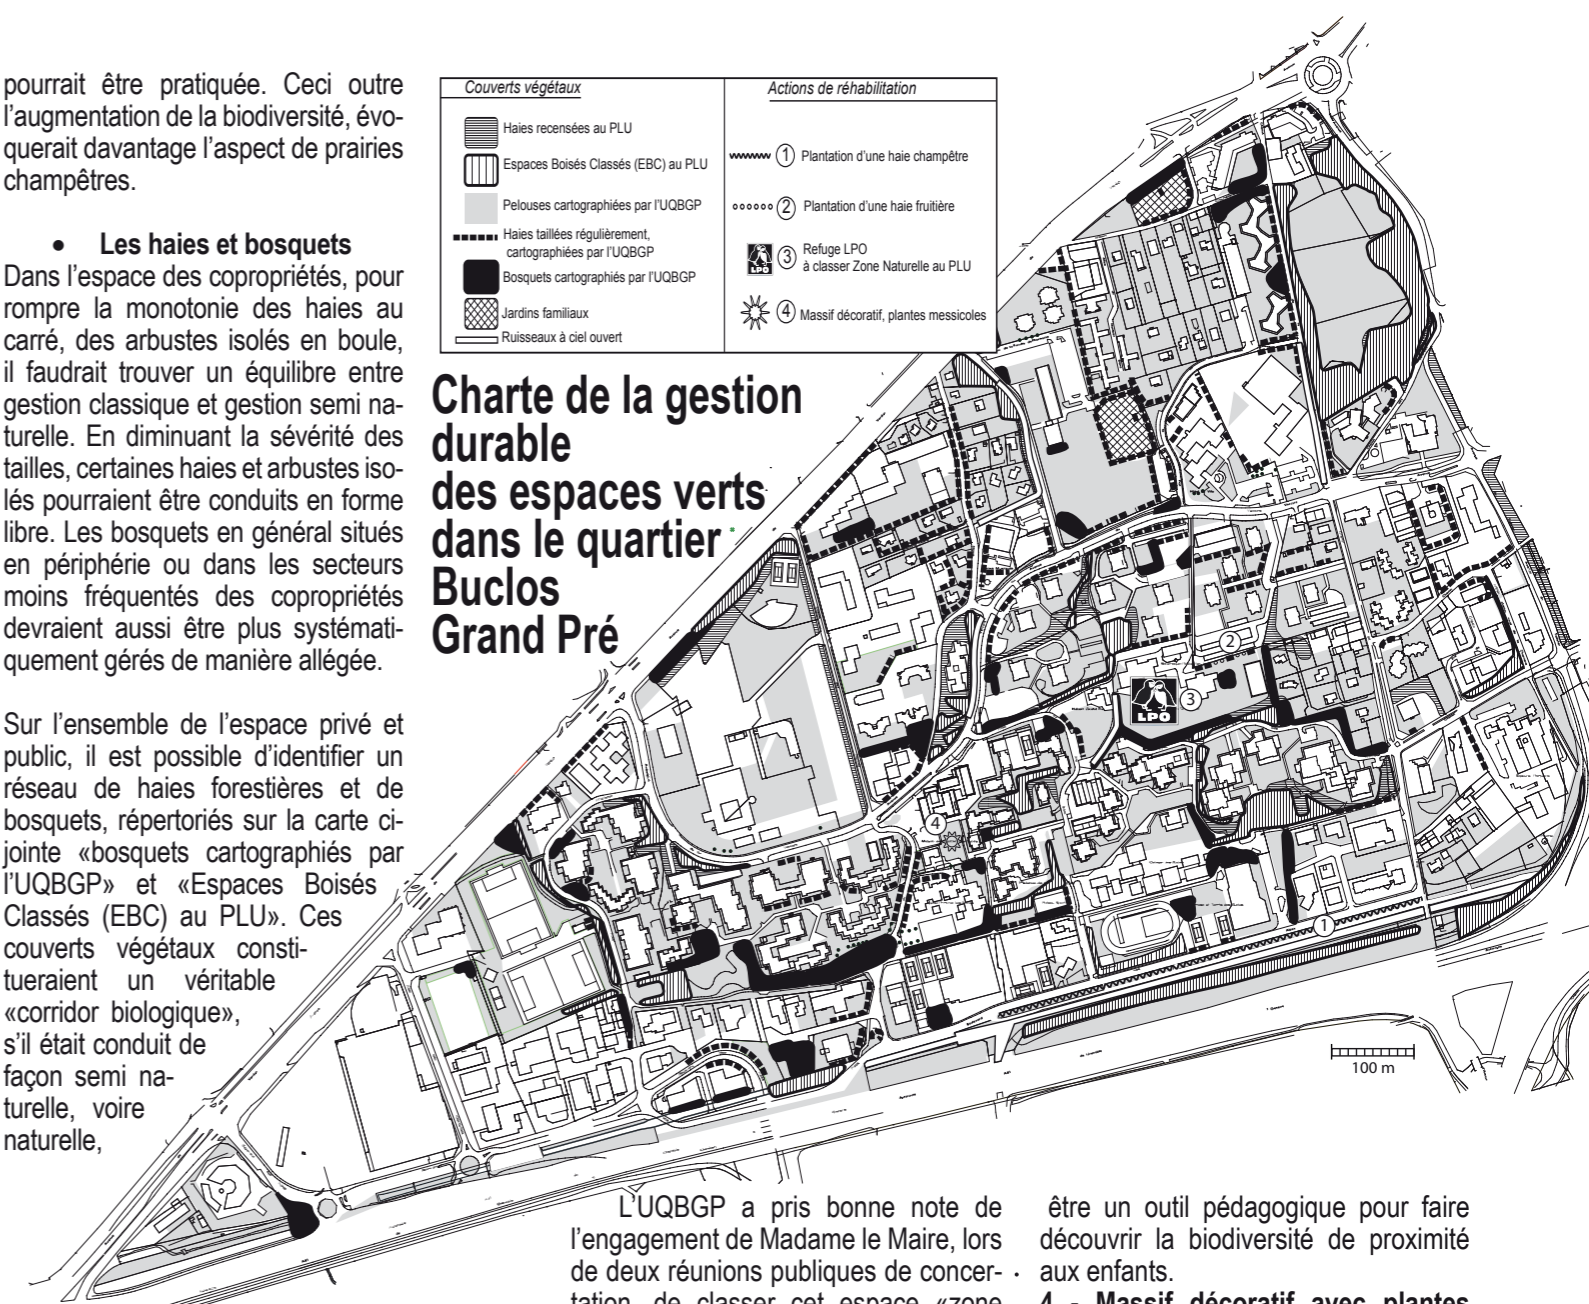 pourrait être pratiquée. Ceci outre
l'augmentation de la biodiversité, évo-
querait davantage l'aspect de prairies
champêtres.
• Les haies et bosquets
Dans l'espace des copropriétés, pour
rompre la monotonie des haies au
carré, des arbustes isolés en boule,
il faudrait trouver un équilibre entre
gestion classique et gestion semi na-
turelle. En diminuant la sévérité des
tailles, certaines haies et arbustes iso-
lés pourraient être conduits en forme
libre. Les bosquets en général situés
en périphérie ou dans les secteurs
moins fréquentés des copropriétés
devraient aussi être plus systémati-
quement gérés de manière allégée.
Sur l'ensemble de l'espace privé et
public, il est possible d'identifier un
réseau de haies forestières et de
bosquets, répertoriés sur la carte ci-
jointe «bosquets cartographiés par
l'UQBGP» et «Espaces Boisés
Classés (EBC) au PLU». Ces
couverts végétaux consti-
tueraient un véritable
«corridor biologique»,
s'il était conduit de
façon semi na-
turelle, voire
naturelle,
Couverts végétaux
Haies recensées au PLU
Espaces Boisés Classés (EBC) au PLU
Pelouses cartographiées par l'UQBGP
Haies taillées régulièrement,
cartographiées par l'UQBGP
Bosquets cartographiés par l'UQBGP
Jardins familiaux
Ruisseaux à ciel ouvert
Actions de réhabilitation
1 Plantation d'une haie champêtre
2 Plantation d'une haie fruitière
LPO 3 Refuge LPO
à classer Zone Naturelle au PLU
4 Massif décoratif, plantes messicoles
Charte de la gestion
durable
des espaces verts
dans le quartier
Buclos
Grand Pré
2
LPO 3
4
1
100 m
L'UQBGP a pris bonne note de
l'engagement de Madame le Maire, lors
de deux réunions publiques de concer-
tation, de classer cet espace «zone
être un outil pédagogique pour faire
découvrir la biodiversité de proximité
aux enfants.
4 - Massif décoratif avec plantes